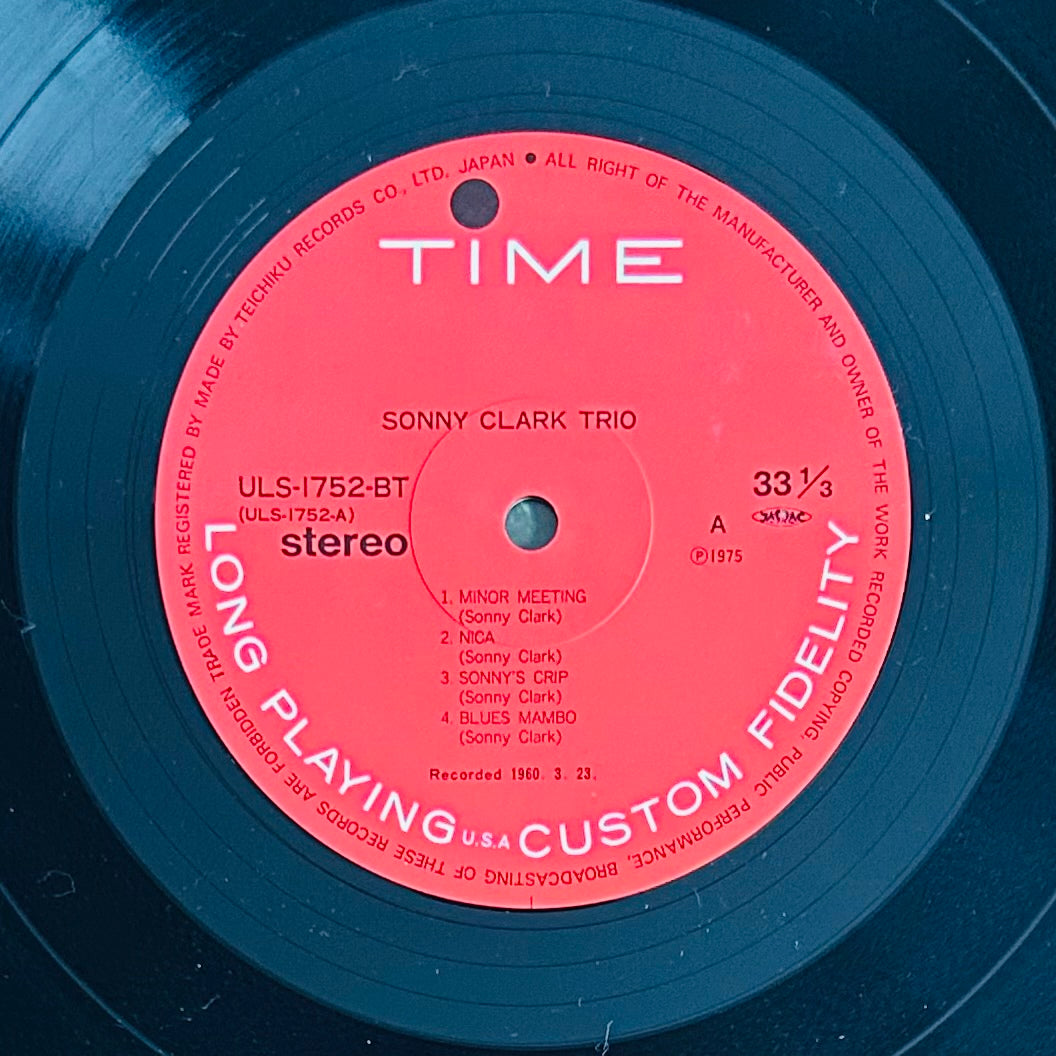 MADE BY TEICHIKU RECORDS CO., LTD. JAPAN • ALL RIGHT OF THE MANUFACTURER AND OWNER OF THE WORK RECORDED COPYING, PUBLIC PERFORMANCE, BROADCASTING OF THESE RECORDS ARE FORBIDDEN TRADE MARK REGISTERED BY
TIME
SONNY CLARK TRIO
ULS-1752-BT
(ULS-1752-A)
stereo
33 1/3
A
℗1975
1. MINOR MEETING
(Sonny Clark)
2. NICA
(Sonny Clark)
3. SONNY'S CRIP
(Sonny Clark)
4. BLUES MAMBO
(Sonny Clark)
Recorded 1960. 3. 23.
LONG PLAYING U.S.A CUSTOM FIDELITY